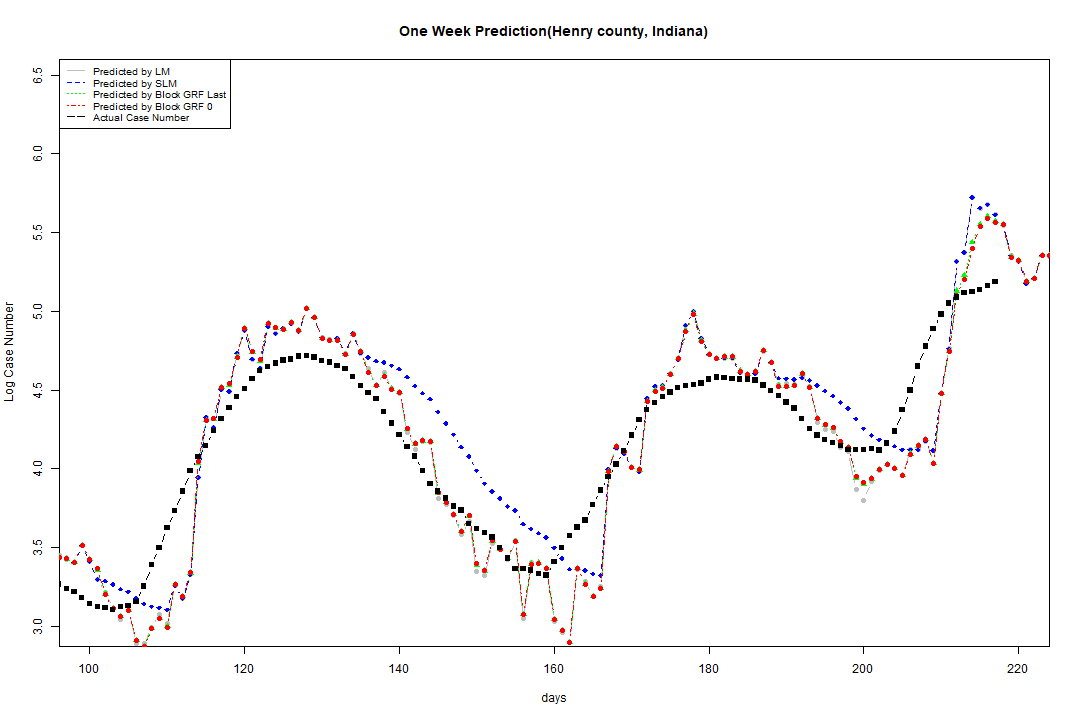 One Week Prediction(Henry county, Indiana)
Predicted by LM
Predicted by SLM
Predicted by Block GRF Last
Predicted by Block GRF 0
Actual Case Number
6.5
6.0
5.5
5.0
4.5
4.0
3.5
3.0
Log Case Number
100 120 140 160 180 200 220
days